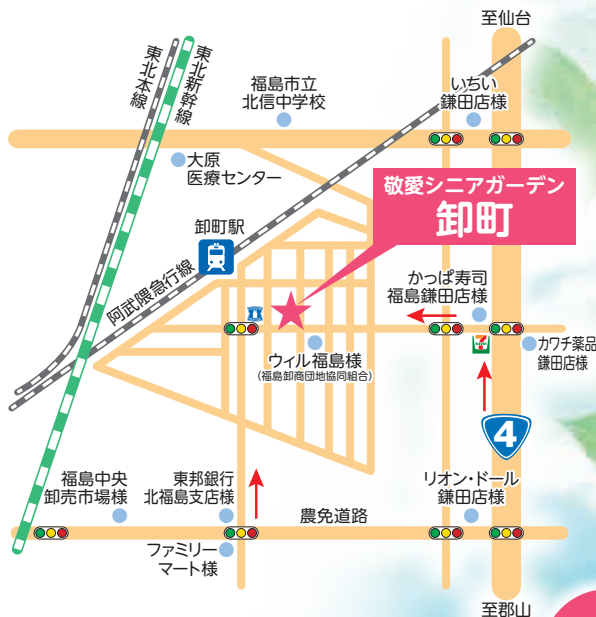 至仙台
東北本線
東北新幹線
福島市立
北信中学校
いちい
鎌田店様
大原
医療センター
敬愛シニアガーデン
卸町
卸町駅
阿武隈急行線
かっぱ寿司
福島鎌田店様
ウィル福島様
(福島卸商団地協同組合)
7
カワチ薬品
鎌田店様
4
福島中央
卸売市場様
東邦銀行
北福島支店様
リオン・ドール
鎌田店様
農免道路
ファミリー
マート様
至郡山